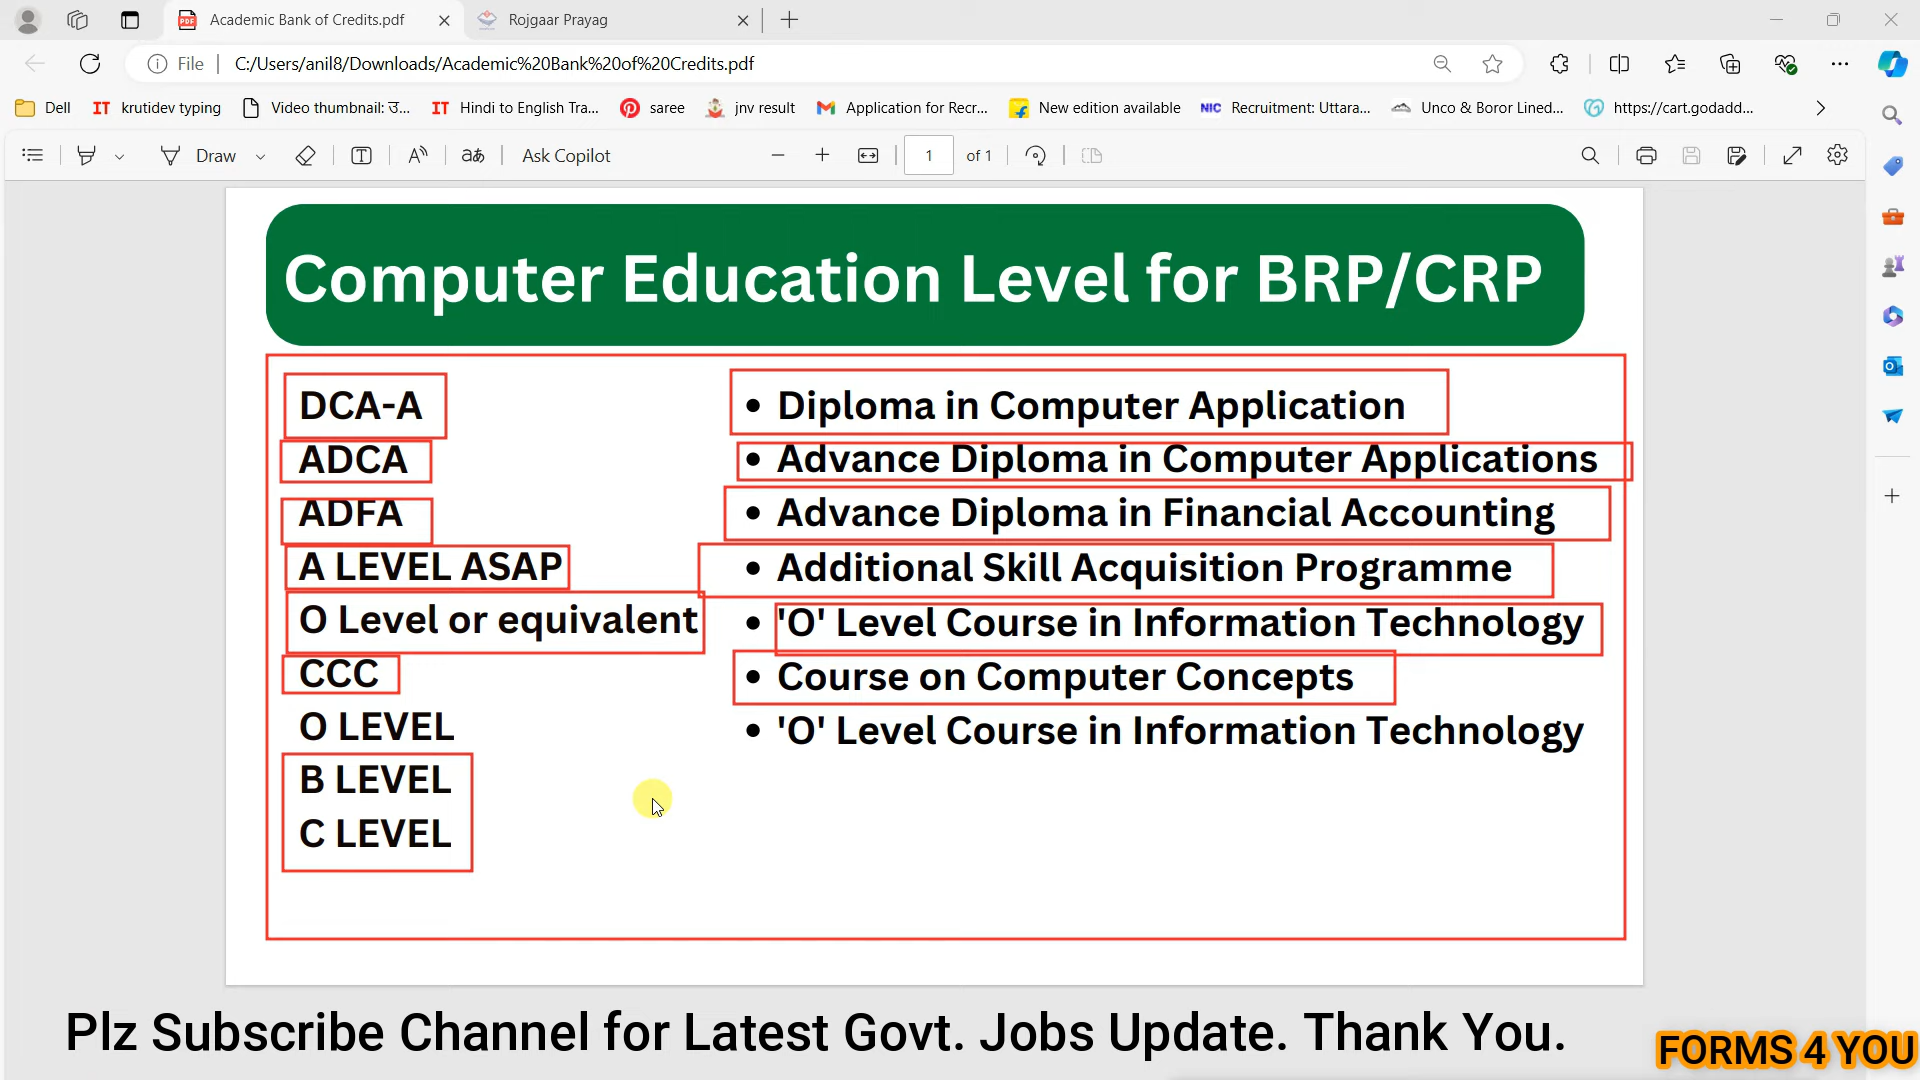 Academic Bank of Credits.pdf
Rojgaar Prayag
File
C:/Users/anil8/Downloads/Academic%20Bank%20of%20Credits.pdf
Dell
IT krutidev typing
Video thumbnail: उ...
IT Hindi to English Tra...
saree
jnv result
Application for Recr...
New edition available
NIC Recruitment: Uttara...
Unco & Boror Lined...
https://cart.godadd...
Draw
Ask Copilot
1 of 1
Computer Education Level for BRP/CRP
DCA-A • Diploma in Computer Application
ADCA • Advance Diploma in Computer Applications
ADFA • Advance Diploma in Financial Accounting
A LEVEL ASAP • Additional Skill Acquisition Programme
O Level or equivalent • 'O' Level Course in Information Technology
CCC • Course on Computer Concepts
O LEVEL • 'O' Level Course in Information Technology
B LEVEL
C LEVEL
Plz Subscribe Channel for Latest Govt. Jobs Update. Thank You.
FORMS 4 YOU